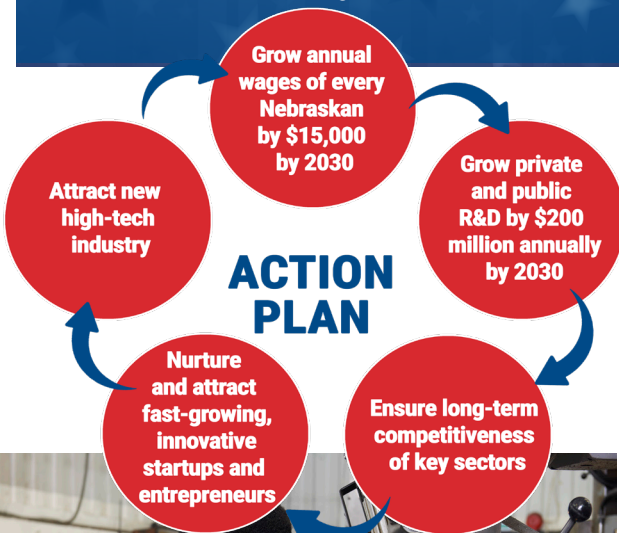 Grow annual
wages of every
Nebraskan
by $15,000
by 2030
Grow private
and public
R&D by $200
million annually
by 2030
Ensure long-term
competitiveness
of key sectors
Nurture
and attract
fast-growing,
innovative
startups and
entrepreneurs
Attract new
high-tech
industry
ACTION
PLAN